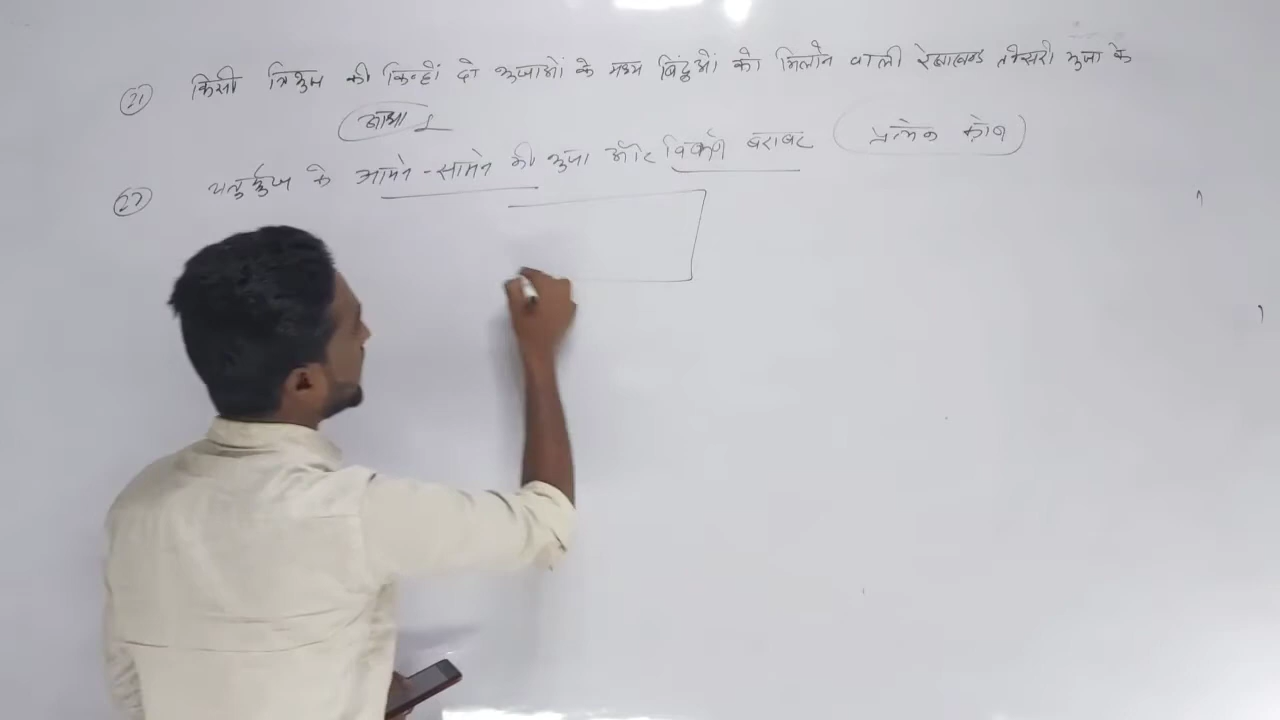 (21) किसी त्रिभुज की किन्हीं दो भुजाओं के मध्य बिंदुओं को मिलाने वाली रेखाखण्ड तीसरी भुजा के
आधा
(22) चतुर्भुज के आमने-सामने की भुजा और विकर्ण बराबर प्रत्येक कोण